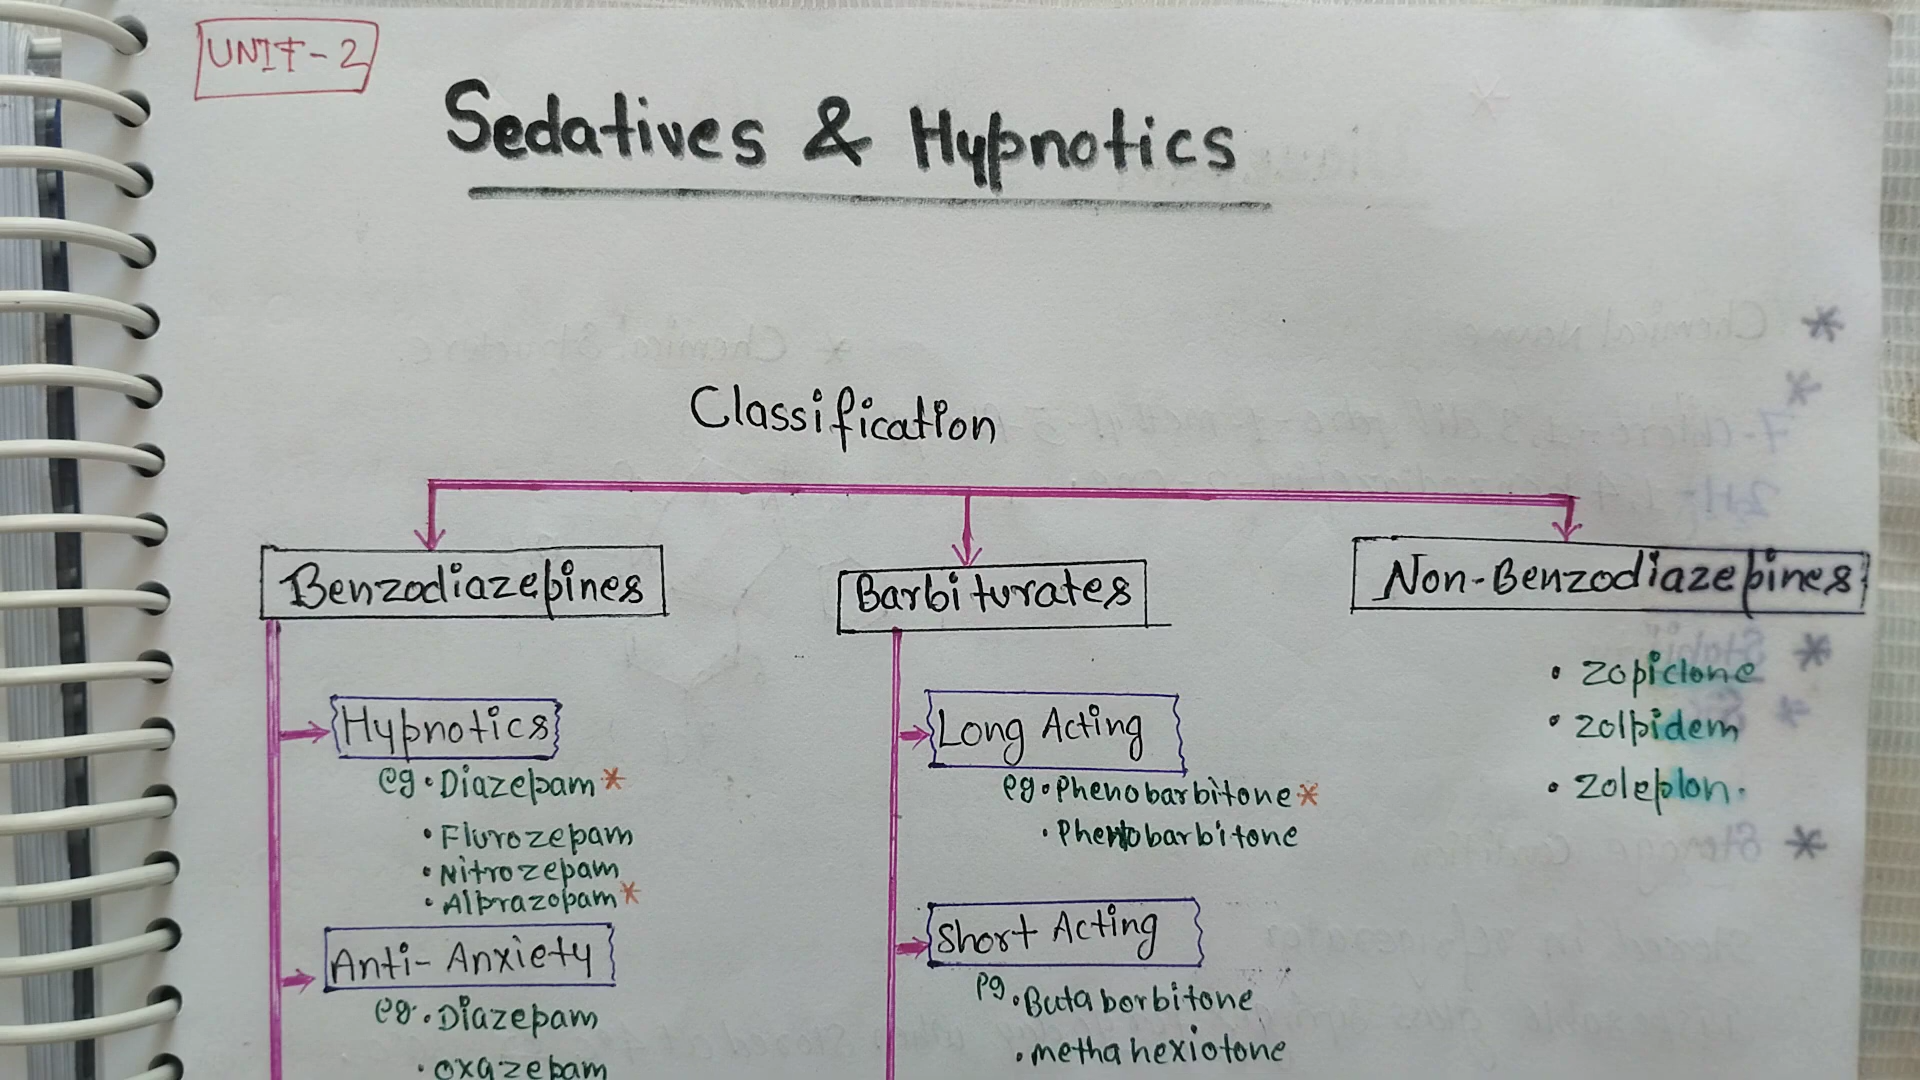 UNIT-2
Sedatives & Hypnotics
Classification
Benzodiazepines
Hypnotics
eg • Diazepam*
• Flurozepam
• Nitrozepam
• Alprazopam*
Anti-Anxiety
eg • Diazepam
• Oxazepam
Barbiturates
Long Acting
eg • Phenobarbitone*
• Phenobarbitone
Short Acting
eg • Butaborbitone
• methahexiotone
Non-Benzodiazepines
• Zopiclone
• Zolpidem
• Zoleplon.